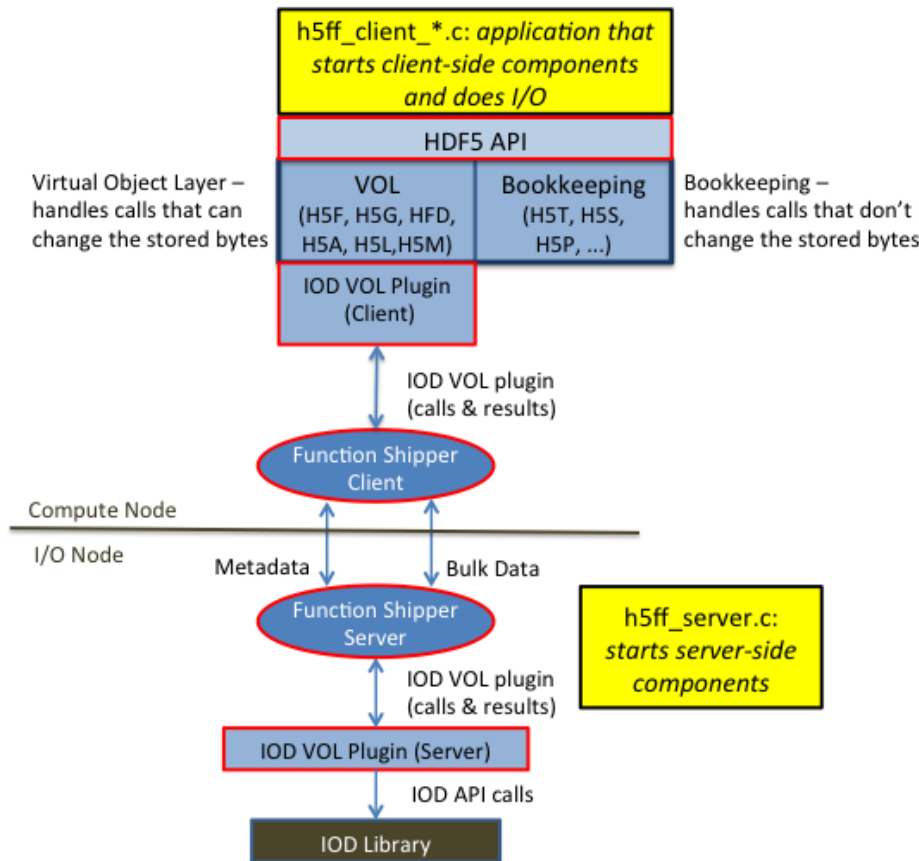 h5ff_client_*.c: application that
starts client-side components
and does I/O
HDF5 API
Virtual Object Layer –
handles calls that can
change the stored bytes
VOL
(H5F, H5G, HFD,
H5A, H5L,H5M)
Bookkeeping
(H5T, H5S,
H5P, ...)
Bookkeeping –
handles calls that don't
change the stored bytes
IOD VOL Plugin
(Client)
IOD VOL plugin
(calls & results)
Function Shipper
Client
Compute Node
I/O Node
Metadata
Bulk Data
Function Shipper
Server
h5ff_server.c:
starts server-side
components
IOD VOL plugin
(calls & results)
IOD VOL Plugin (Server)
IOD API calls
IOD Library